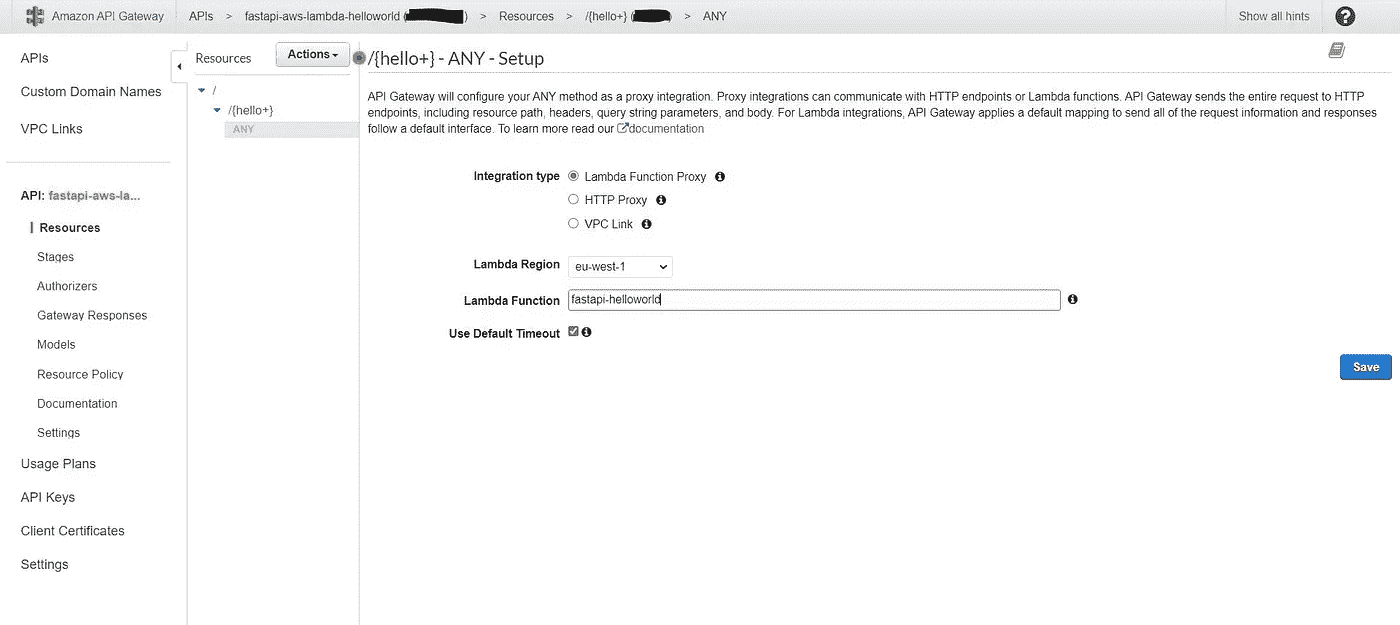 Amazon API Gateway APIs > fastapi-aws-lambda-helloworld ( ) > Resources > /{hello+} ( ) > ANY Show all hints ?
APIs
Custom Domain Names
VPC Links
API: fastapi-aws-la...
Resources
Stages
Authorizers
Gateway Responses
Models
Resource Policy
Documentation
Settings
Usage Plans
API Keys
Client Certificates
Settings
Resources Actions
/
/{hello+}
ANY
/{hello+} - ANY - Setup
API Gateway will configure your ANY method as a proxy integration. Proxy integrations can communicate with HTTP endpoints or Lambda functions. API Gateway sends the entire request to HTTP
endpoints, including resource path, headers, query string parameters, and body. For Lambda integrations, API Gateway applies a default mapping to send all of the request information and responses
follow a default interface. To learn more read our documentation
Integration type Lambda Function Proxy
HTTP Proxy
VPC Link
Lambda Region eu-west-1
Lambda Function fastapi-helloworld
Use Default Timeout
Save